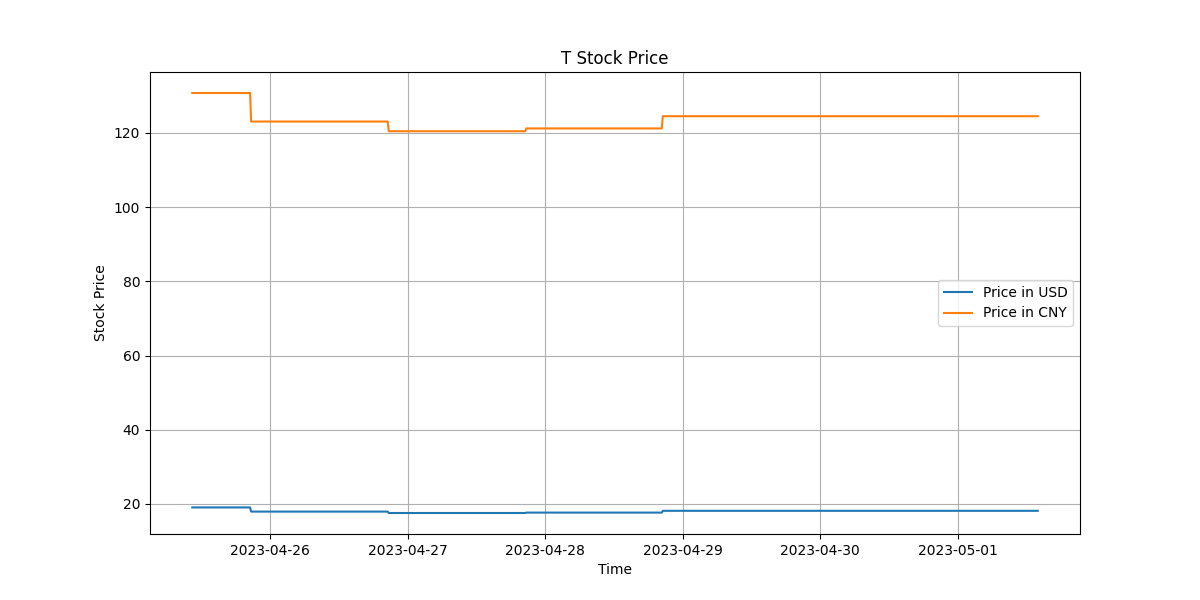 T Stock Price
120
100
80
60
40
20
Stock Price
Price in USD
Price in CNY
2023-04-26
2023-04-27
2023-04-28
2023-04-29
2023-04-30
2023-05-01
Time